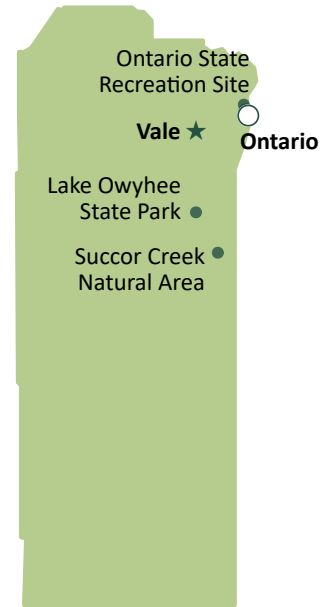 Ontario State
Recreation Site
Vale
Ontario
Lake Owyhee
State Park
Succor Creek
Natural Area